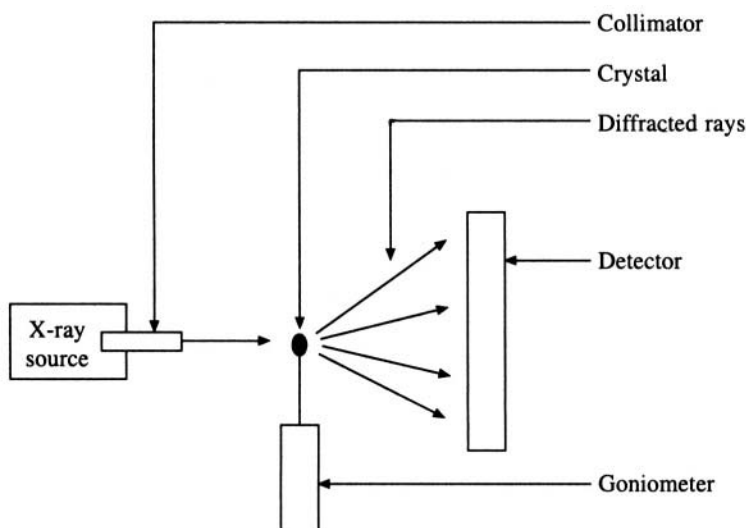 Collimator
Crystal
Diffracted rays
Detector
X-ray
source
Goniometer